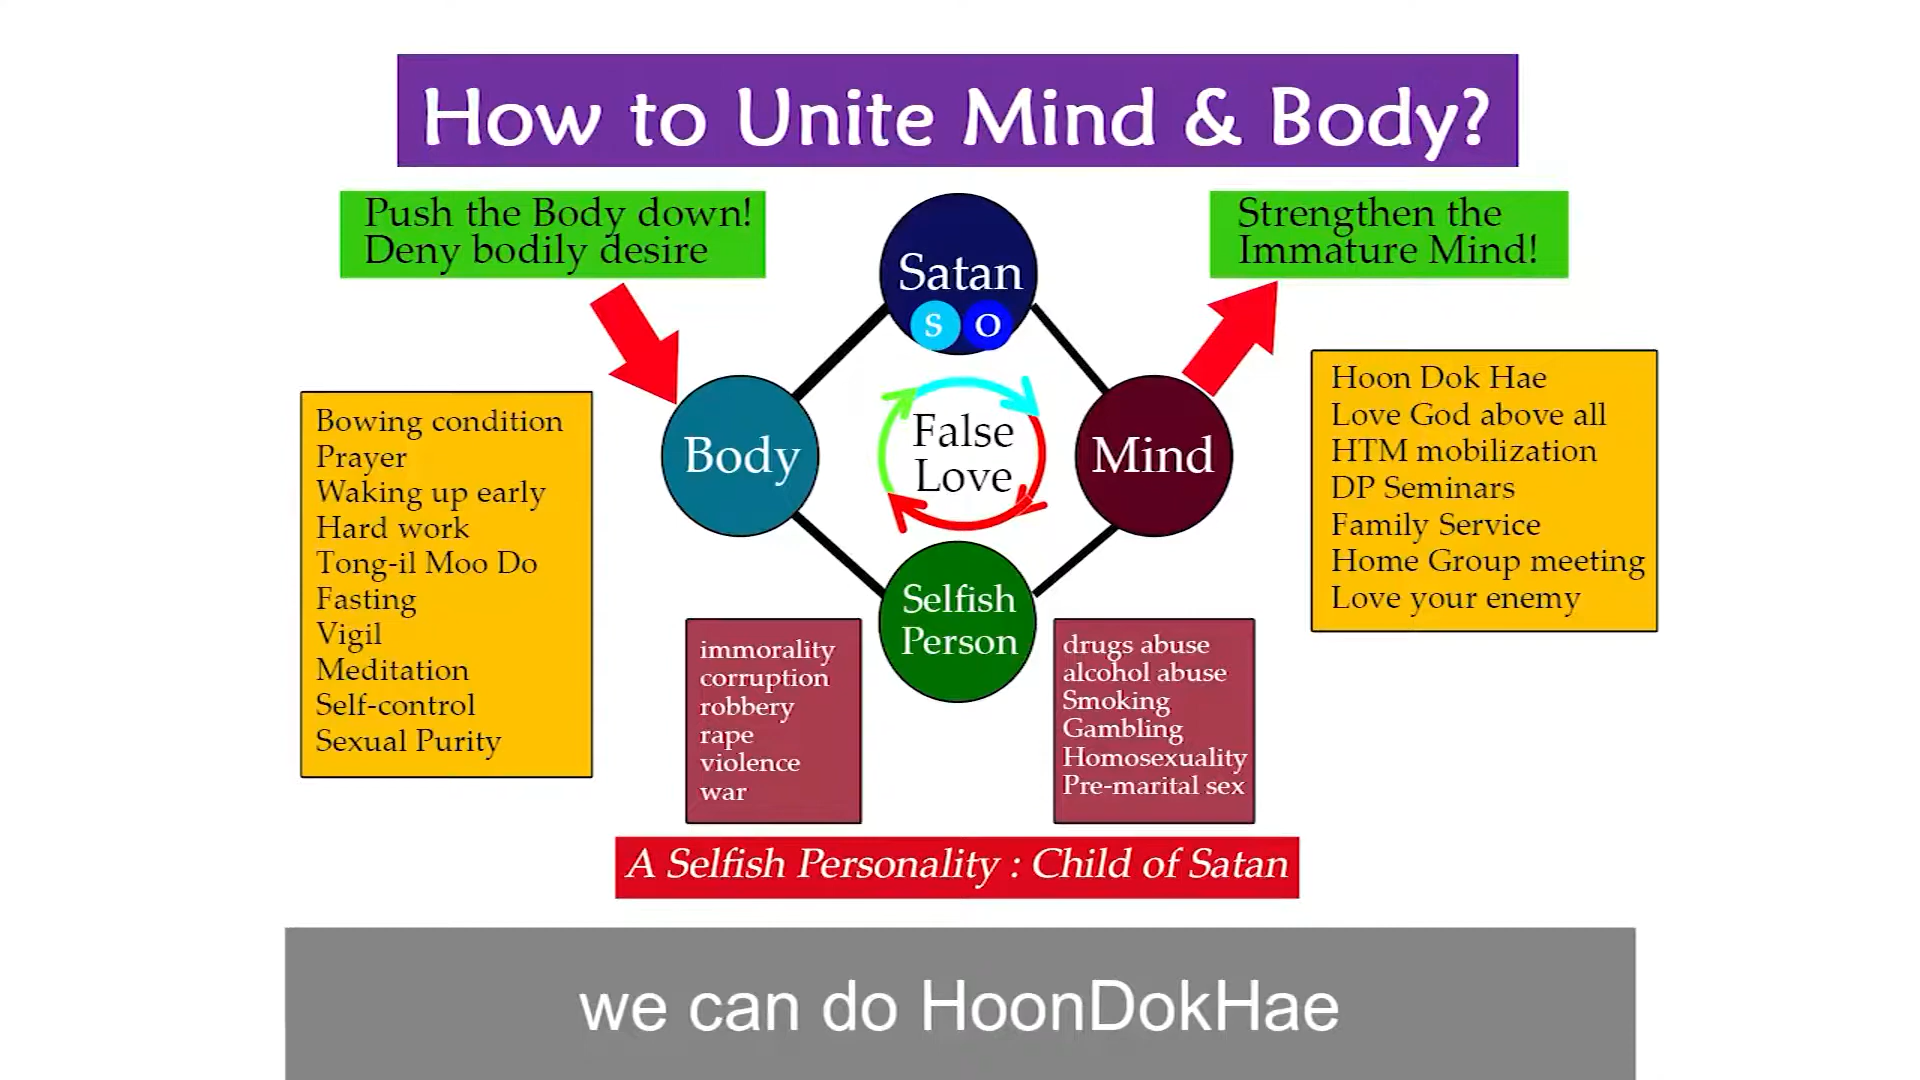 How to Unite Mind & Body?
Push the Body down!
Deny bodily desire
Strengthen the
Immature Mind!
Satan
S O
Body
False
Love
Mind
Selfish
Person
Bowing condition
Prayer
Waking up early
Hard work
Tong-il Moo Do
Fasting
Vigil
Meditation
Self-control
Sexual Purity
Hoon Dok Hae
Love God above all
HTM mobilization
DP Seminars
Family Service
Home Group meeting
Love your enemy
immorality
corruption
robbery
rape
violence
war
drugs abuse
alcohol abuse
Smoking
Gambling
Homosexuality
Pre-marital sex
A Selfish Personality : Child of Satan
we can do HoonDokHae